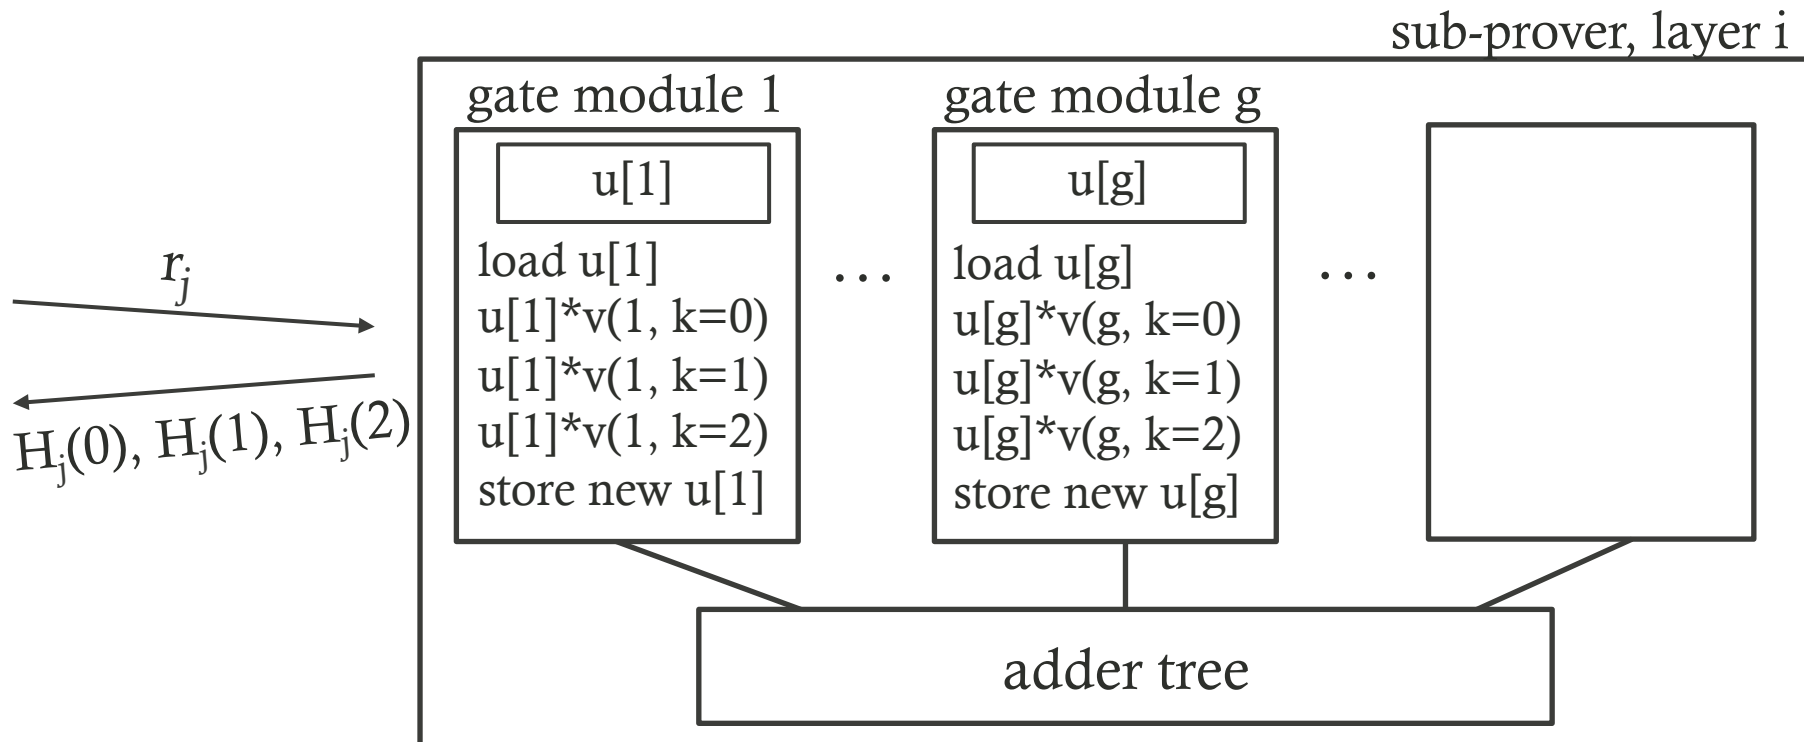 sub-prover, layer i
gate module 1
u[1]
load u[1]
u[1]*v(1, k=0)
u[1]*v(1, k=1)
u[1]*v(1, k=2)
store new u[1]
...
gate module g
u[g]
load u[g]
u[g]*v(g, k=0)
u[g]*v(g, k=1)
u[g]*v(g, k=2)
store new u[g]
...
r_j
H_j(0), H_j(1), H_j(2)
adder tree